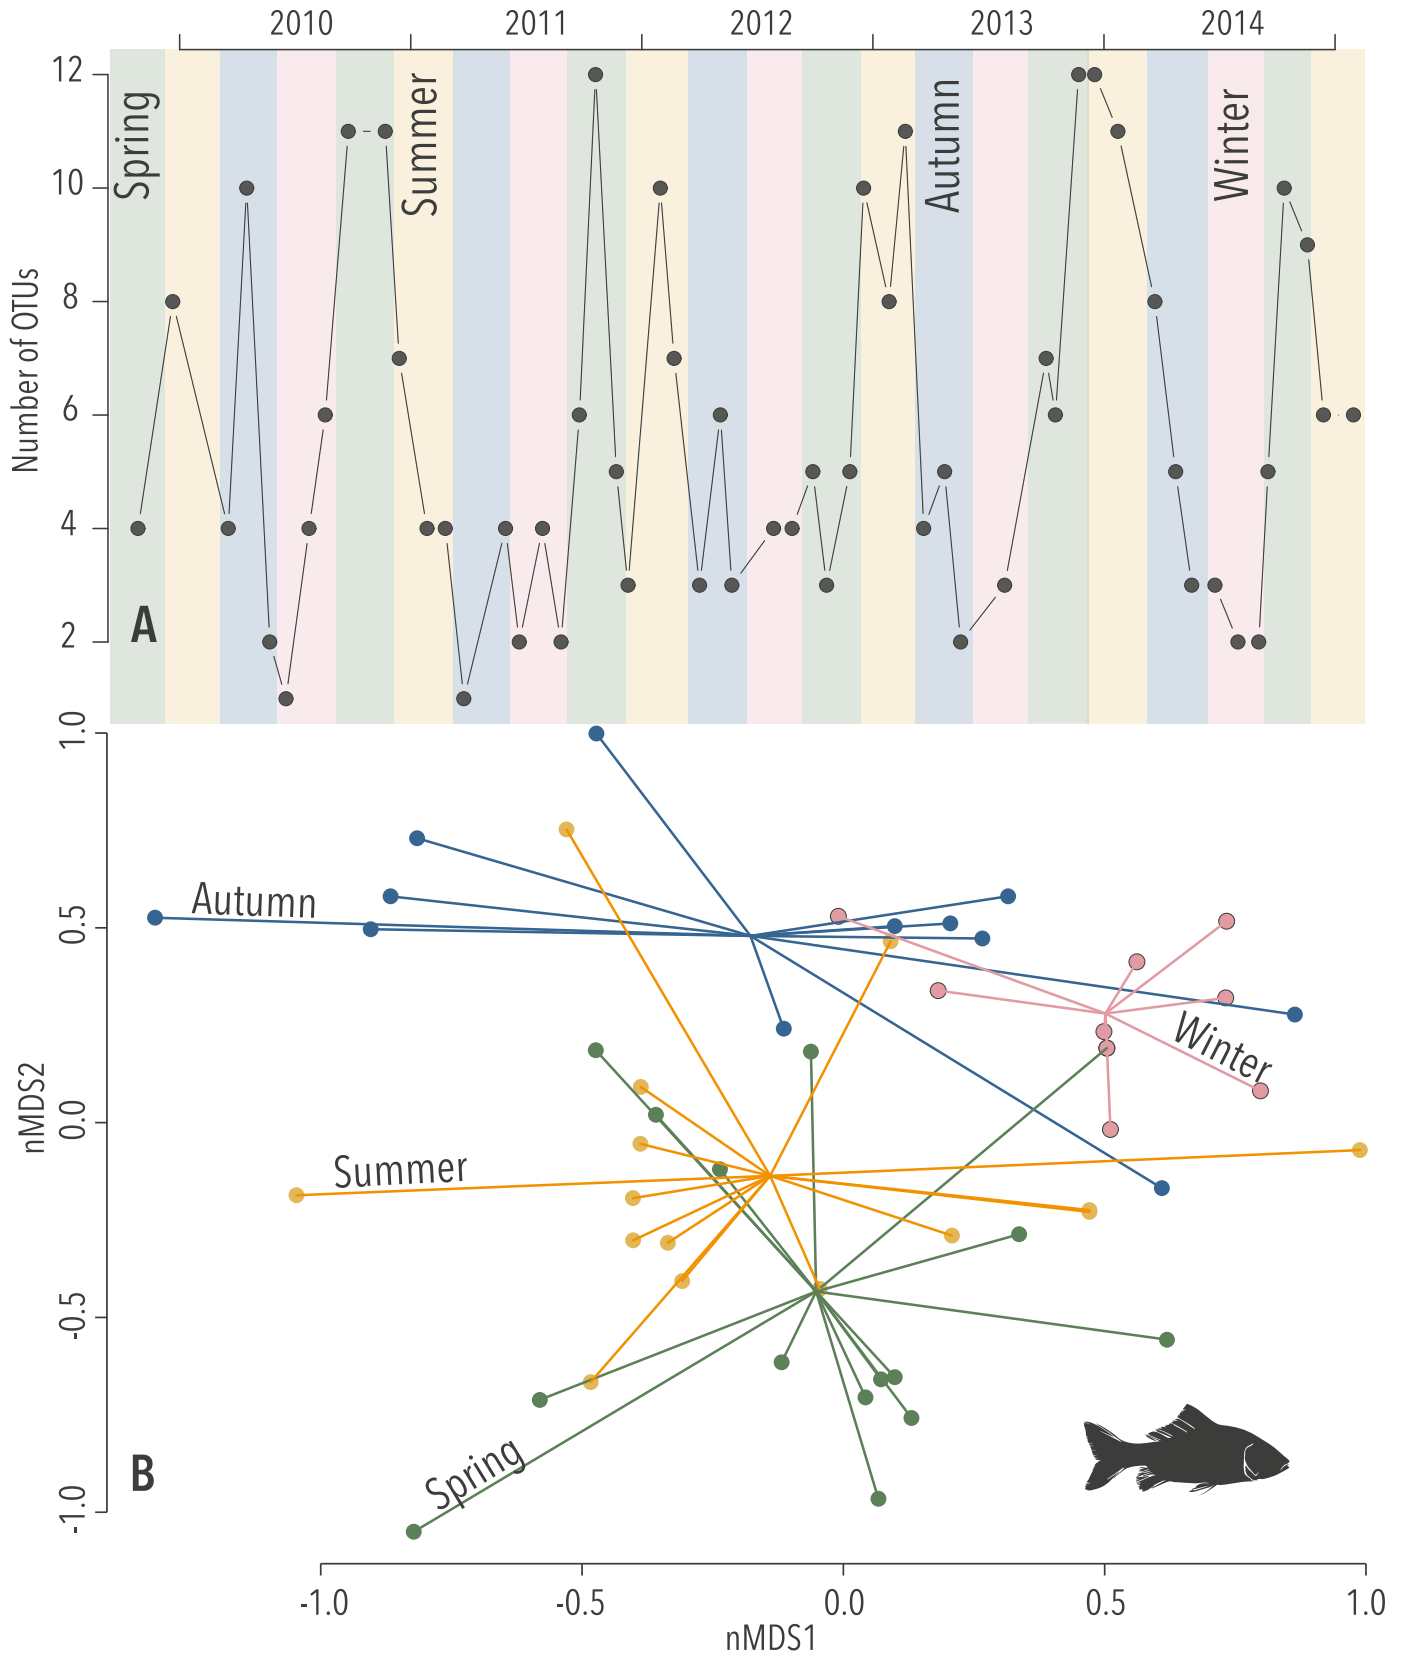 2010 2011 2012 2013 2014
12
10
8
6
4
2
Number of OTUs
Spring
Summer
Autumn
Winter
A
1.0
0.5
0.0
-0.5
-1.0
nMDS2
Autumn
Winter
Summer
Spring
B
-1.0 -0.5 0.0 0.5 1.0
nMDS1